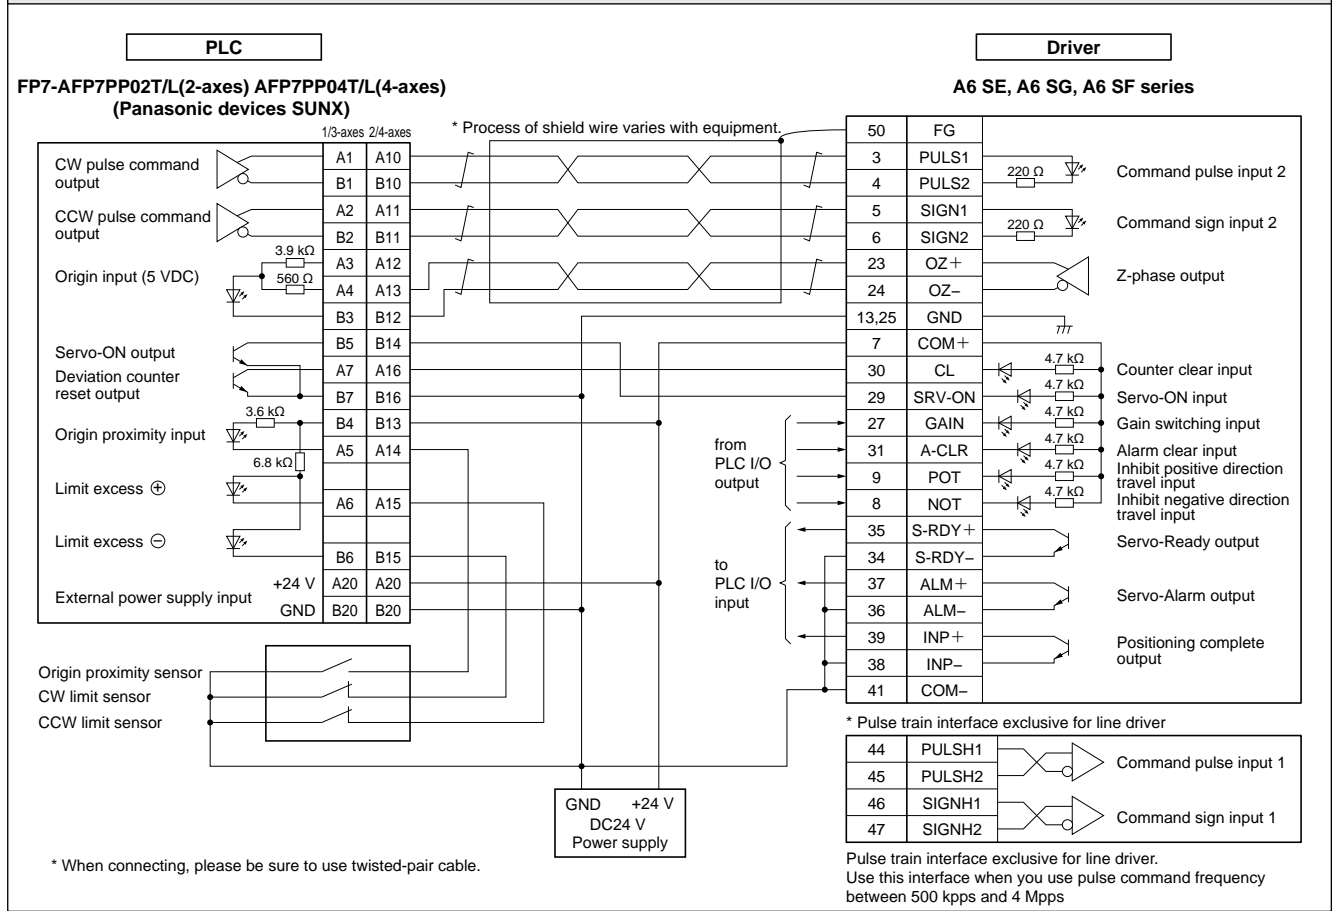 PLC
FP7-AFP7PP02T/L(2-axes) AFP7PP04T/L(4-axes)
(Panasonic devices SUNX)
1/3-axes 2/4-axes
* Process of shield wire varies with equipment.
CW pulse command
output
A1 A10
B1 B10
CCW pulse command
output
A2 A11
B2 B11
Origin input (5 VDC)
3.9 kΩ
560 Ω
A3 A12
A4 A13
B3 B12
Servo-ON output
B5 B14
Deviation counter
reset output
A7 A16
B7 B16
Origin proximity input
3.6 kΩ
6.8 kΩ
B4 B13
A5 A14
Limit excess ⊕
A6 A15
Limit excess ⊖
B6 B15
External power supply input
+24 V A20 A20
GND B20 B20
Origin proximity sensor
CW limit sensor
CCW limit sensor
GND +24 V
DC24 V
Power supply
* When connecting, please be sure to use twisted-pair cable.
from
PLC I/O
output
to
PLC I/O
input
Driver
A6 SE, A6 SG, A6 SF series
50 FG
3 PULS1
4 PULS2
220 Ω
Command pulse input 2
5 SIGN1
6 SIGN2
220 Ω
Command sign input 2
23 OZ+
24 OZ−
Z-phase output
13,25 GND
7 COM+
30 CL 4.7 kΩ Counter clear input
29 SRV-ON 4.7 kΩ Servo-ON input
27 GAIN 4.7 kΩ Gain switching input
31 A-CLR 4.7 kΩ Alarm clear input
9 POT 4.7 kΩ Inhibit positive direction
travel input
8 NOT 4.7 kΩ Inhibit negative direction
travel input
35 S-RDY+
34 S-RDY−
Servo-Ready output
37 ALM+
36 ALM−
Servo-Alarm output
39 INP+
38 INP−
Positioning complete
output
41 COM−
* Pulse train interface exclusive for line driver
44 PULSH1
45 PULSH2
Command pulse input 1
46 SIGNH1
47 SIGNH2
Command sign input 1
Pulse train interface exclusive for line driver.
Use this interface when you use pulse command frequency
between 500 kpps and 4 Mpps